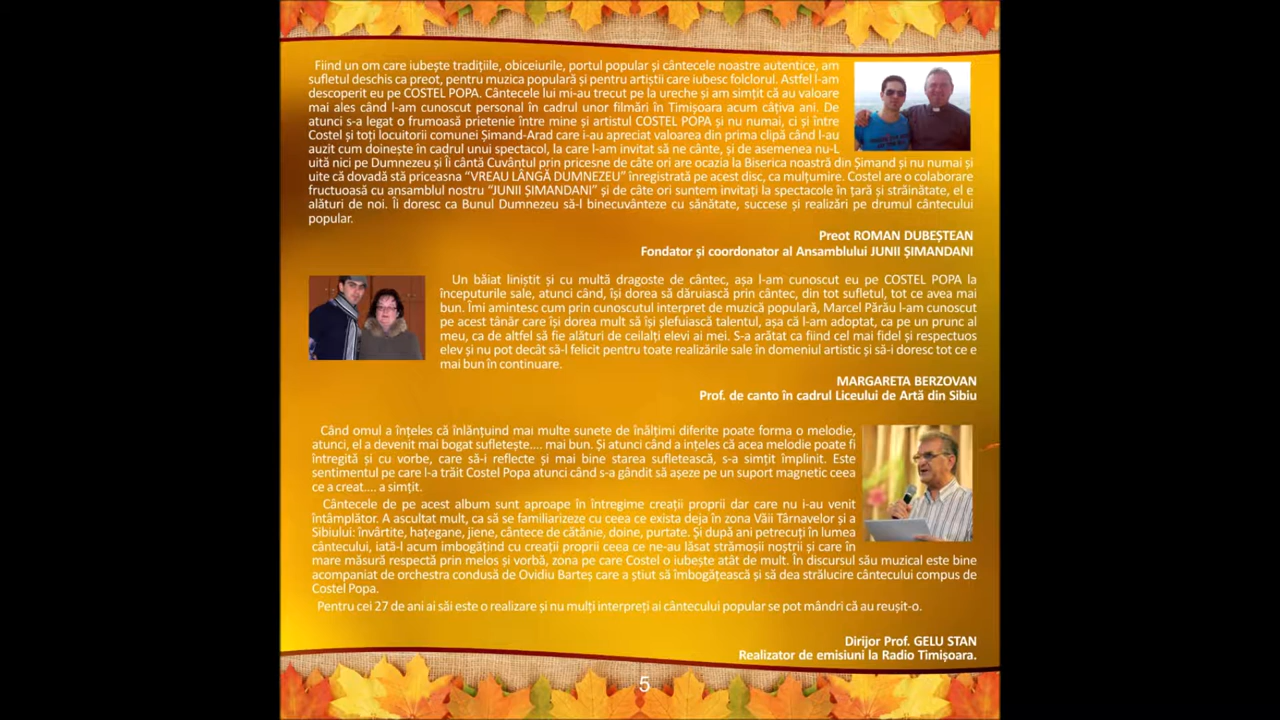 Fiind un om care iubește tradițiile, obiceiurile, portul popular și cântecele noastre autentice, am
sufletul deschis ca preot, pentru muzica populară și pentru artiștii care iubesc folclorul. Astfel l-am
descoperit eu pe COSTEL POPA. Cântecele lui mi-au trecut pe la ureche și am simțit că au valoare
mai ales când l-am cunoscut personal în cadrul unor filmări în Timișoara acum câțiva ani. De
atunci s-a legat o frumoasă prietenie între mine și artistul COSTEL POPA și nu numai, ci și între
Costel și toți locuitorii comunei Șimand-Arad care i-au apreciat valoarea din prima clipă când l-au
auzit cum doinește în cadrul unui spectacol, la care l-am invitat să ne cânte, și de asemenea nu-L
uită nici pe Dumnezeu și Îi cântă Cuvântul prin pricesne de câte ori are ocazia la Biserica noastră din Șimand și nu numai și
uite că dovadă stă priceasna “VREAU LÂNGĂ DUMNEZEU” înregistrată pe acest disc, ca mulțumire. Costel are o colaborare
fructuoasă cu ansamblul nostru “JUNII ȘIMANDANI” și de câte ori suntem invitați la spectacole în țară și străinătate, el e
alături de noi. Îi doresc ca Bunul Dumnezeu să-l binecuvânteze cu sănătate, succese și realizări pe drumul cântecului
popular.
Preot ROMAN DUBEȘTEAN
Fondator și coordonator al Ansamblului JUNII ȘIMANDANI
Un băiat liniștit și cu multă dragoste de cântec, așa l-am cunoscut eu pe COSTEL POPA la
începuturile sale, atunci când, își dorea să dăruiască prin cântec, din tot sufletul, tot ce avea mai
bun. Îmi amintesc cum prin cunoscutul interpret de muzică populară, Marcel Părău l-am cunoscut
pe acest tânăr care își dorea mult să își șlefuiască talentul, așa că l-am adoptat, ca pe un prunc al
meu, ca de altfel să fie alături de ceilalți elevi ai mei. S-a arătat ca fiind cel mai fidel și respectuos
elev și nu pot decât să-l felicit pentru toate realizările sale în domeniul artistic și să-i doresc tot ce e
mai bun în continuare.
MARGARETA BERZOVAN
Prof. de canto în cadrul Liceului de Artă din Sibiu
Când omul a înțeles că înlănțuind mai multe sunete de înălțimi diferite poate forma o melodie,
atunci, el a devenit mai bogat sufletește.... mai bun. Și atunci când a ințeles că acea melodie poate fi
întregită și cu vorbe, care să-i reflecte și mai bine starea sufletească, s-a simțit împlinit. Este
sentimentul pe care l-a trăit Costel Popa atunci când s-a gândit să așeze pe un suport magnetic ceea
ce a creat.... a simțit.
Cântecele de pe acest album sunt aproape în întregime creații proprii dar care nu i-au venit
întâmplător. A ascultat mult, ca să se familiarizeze cu ceea ce exista deja în zona Văii Târnavelor și a
Sibiului: învârtite, hațegane, jiene, cântece de cătănie, doine, purtate. Și după ani petrecuți în lumea
cântecului, iată-l acum imbogățind cu creații proprii ceea ce ne-au lăsat strămoșii noștrii și care în
mare măsură respectă prin melos și vorbă, zona pe care Costel o iubește atât de mult. În discursul său muzical este bine
acompaniat de orchestra condusă de Ovidiu Barteș care a știut să îmbogățească și să dea strălucire cântecului compus de
Costel Popa.
Pentru cei 27 de ani ai săi este o realizare și nu mulți interpreți ai cântecului popular se pot mândri că au reușit-o.
Dirijor Prof. GELU STAN
Realizator de emisiuni la Radio Timișoara.
5